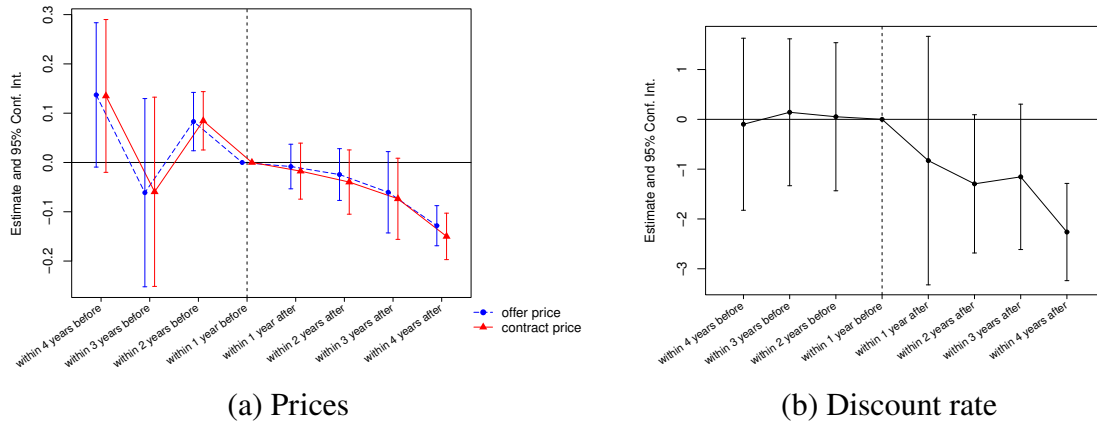 Estimate and 95% Conf. Int.
0.3
0.2
0.1
0.0
−0.1
−0.2
within 4 years before
within 3 years before
within 2 years before
within 1 year before
within 1 year after
within 2 years after
within 3 years after
within 4 years after
offer price
contract price
(a) Prices
Estimate and 95% Conf. Int.
1
0
−1
−2
−3
within 4 years before
within 3 years before
within 2 years before
within 1 year before
within 1 year after
within 2 years after
within 3 years after
within 4 years after
(b) Discount rate